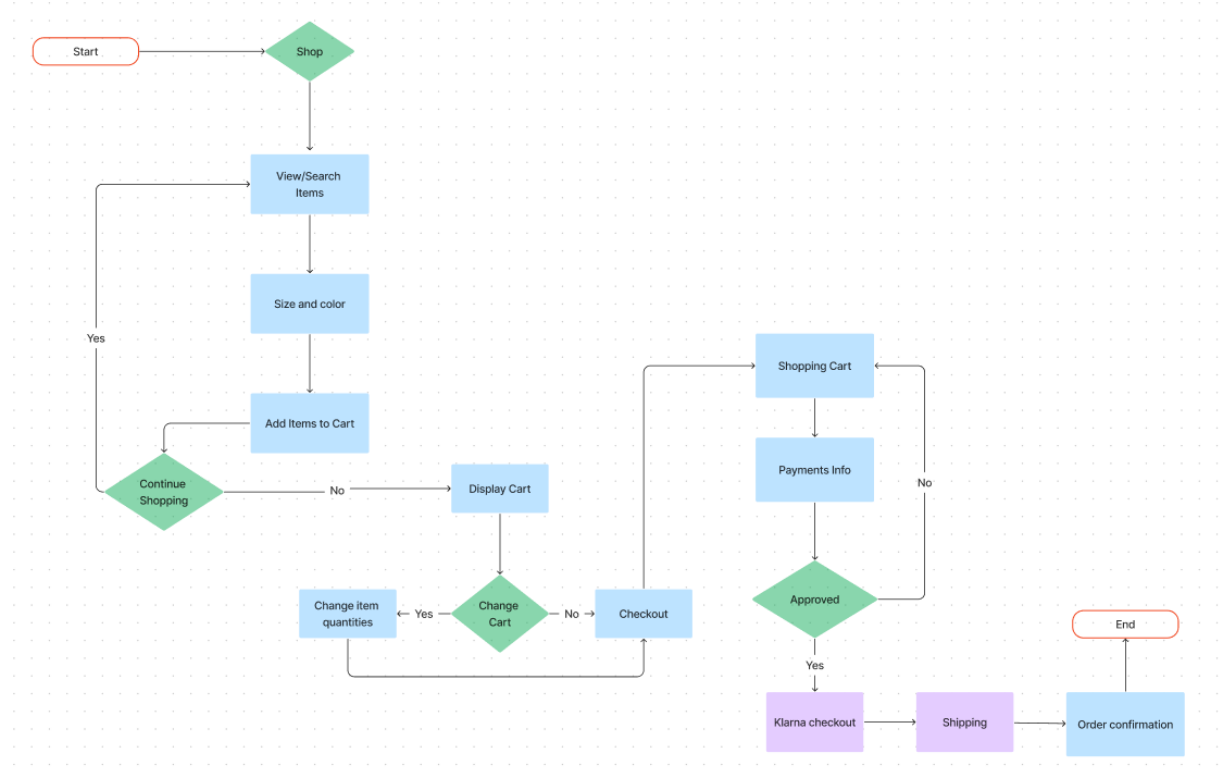 Start
Shop
View/Search
Items
Size and color
Yes
Add Items to Cart
Continue
Shopping
No
Display Cart
Change item
quantities
Yes
Change
Cart
No
Checkout
Shopping Cart
Payments Info
No
Approved
Yes
Klarna checkout
Shipping
Order confirmation
End